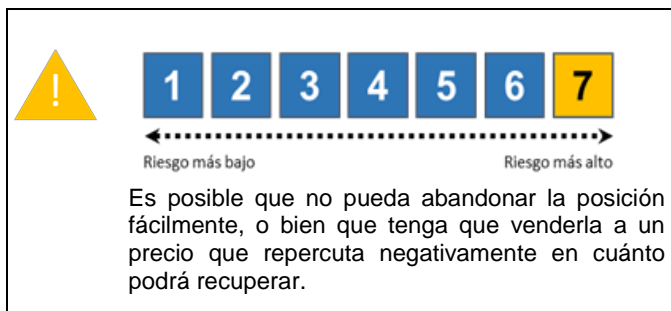 !
1 2 3 4 5 6 7
Riesgo más bajo Riesgo más alto
Es posible que no pueda abandonar la posición
fácilmente, o bien que tenga que venderla a un
precio que repercuta negativamente en cuánto
podrá recuperar.